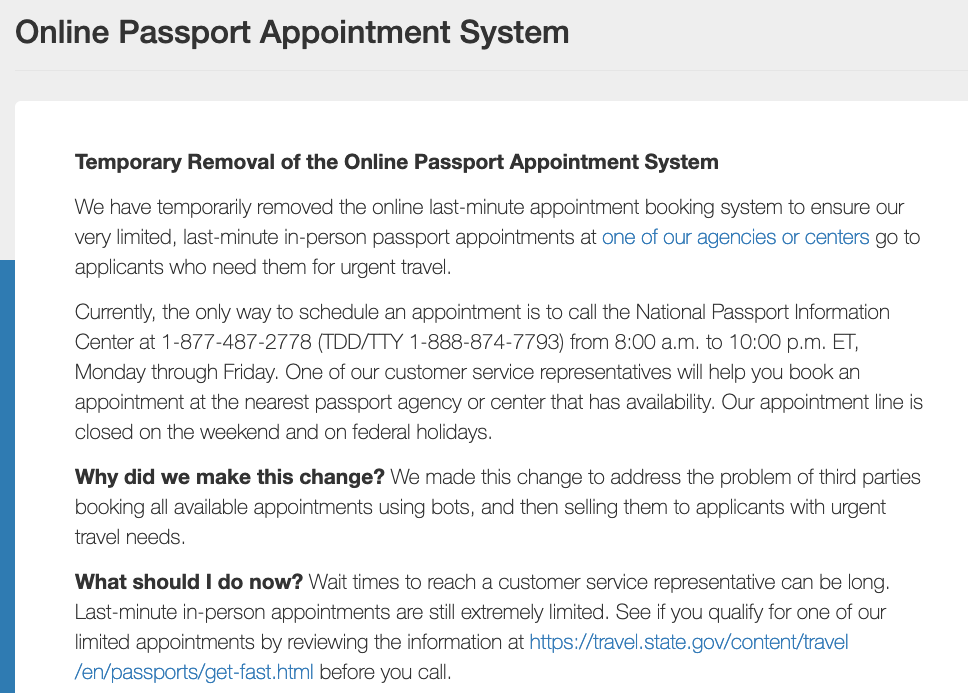 Online Passport Appointment System
Temporary Removal of the Online Passport Appointment System
We have temporarily removed the online last-minute appointment booking system to ensure our
very limited, last-minute in-person passport appointments at one of our agencies or centers go to
applicants who need them for urgent travel.
Currently, the only way to schedule an appointment is to call the National Passport Information
Center at 1-877-487-2778 (TDD/TTY 1-888-874-7793) from 8:00 a.m. to 10:00 p.m. ET,
Monday through Friday. One of our customer service representatives will help you book an
appointment at the nearest passport agency or center that has availability. Our appointment line is
closed on the weekend and on federal holidays.
Why did we make this change? We made this change to address the problem of third parties
booking all available appointments using bots, and then selling them to applicants with urgent
travel needs.
What should I do now? Wait times to reach a customer service representative can be long.
Last-minute in-person appointments are still extremely limited. See if you qualify for one of our
limited appointments by reviewing the information at https://travel.state.gov/content/travel
/en/passports/get-fast.html before you call.